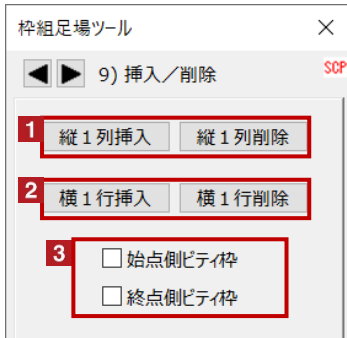 枠組足場ツール ×
◀ ▶ 9) 挿入／削除 SCP
1 縦１列挿入 縦１列削除
2 横１行挿入 横１行削除
3 始点側ﾋﾞﾃｨ枠
終点側ﾋﾞﾃｨ枠